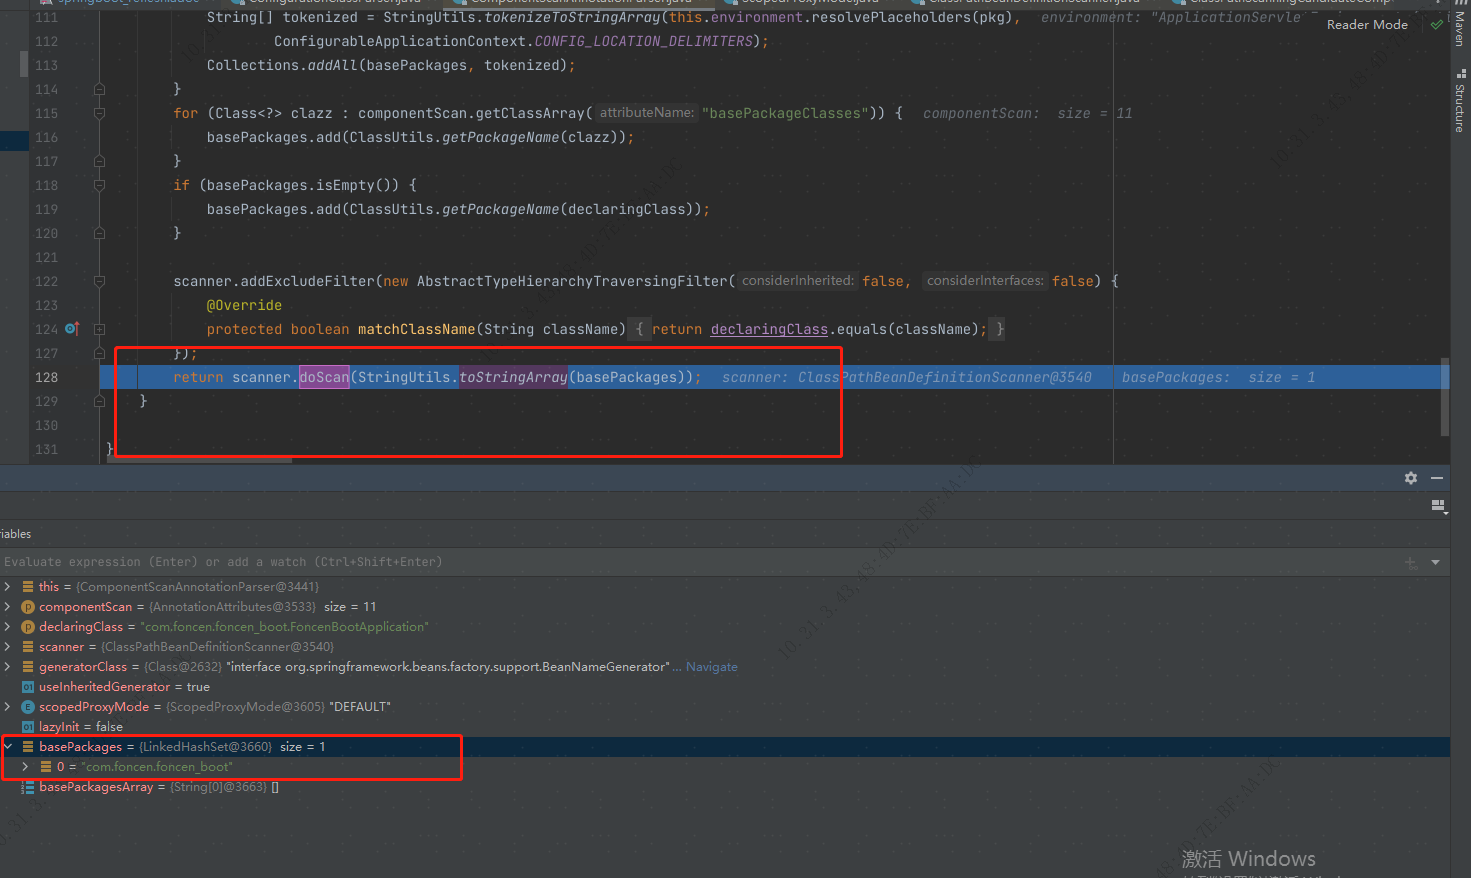 111 String[] tokenized = StringUtils.tokenizeToStringArray(this.environment.resolvePlaceholders(pkg), environment: "ApplicationServle
Reader Mode
Maven
112 ConfigurableApplicationContext.CONFIG_LOCATION_DELIMITERS);
113 Collections.addAll(basePackages, tokenized);
114 }
115 for (Class<?> clazz : componentScan.getClassArray( attributeName: "basePackageClasses")) { componentScan: size = 11
Structure
116 basePackages.add(ClassUtils.getPackageName(clazz));
117 }
118 if (basePackages.isEmpty()) {
119 basePackages.add(ClassUtils.getPackageName(declaringClass));
120 }
121
122 scanner.addExcludeFilter(new AbstractTypeHierarchyTraversingFilter( considerInherited: false, considerInterfaces: false) {
123 @Override
124 protected boolean matchClassName(String className) { return declaringClass.equals(className); }
127 });
128 return scanner.doScan(StringUtils.toStringArray(basePackages)); scanner: ClassPathBeanDefinitionScanner@3540 basePackages: size = 1
129 }
130
131 }
iables
Evaluate expression (Enter) or add a watch (Ctrl+Shift+Enter)
this = {ComponentScanAnnotationParser@3441}
componentScan = {AnnotationAttributes@3533} size = 11
declaringClass = "com.foncen.foncen_boot.FoncenBootApplication"
scanner = {ClassPathBeanDefinitionScanner@3540}
generatorClass = {Class@2632} "interface org.springframework.beans.factory.support.BeanNameGenerator" ... Navigate
useInheritedGenerator = true
scopedProxyMode = {ScopedProxyMode@3605} "DEFAULT"
lazyInit = false
basePackages = {LinkedHashSet@3660} size = 1
0 = "com.foncen.foncen_boot"
basePackagesArray = {String[0]@3663} []
激活 Windows